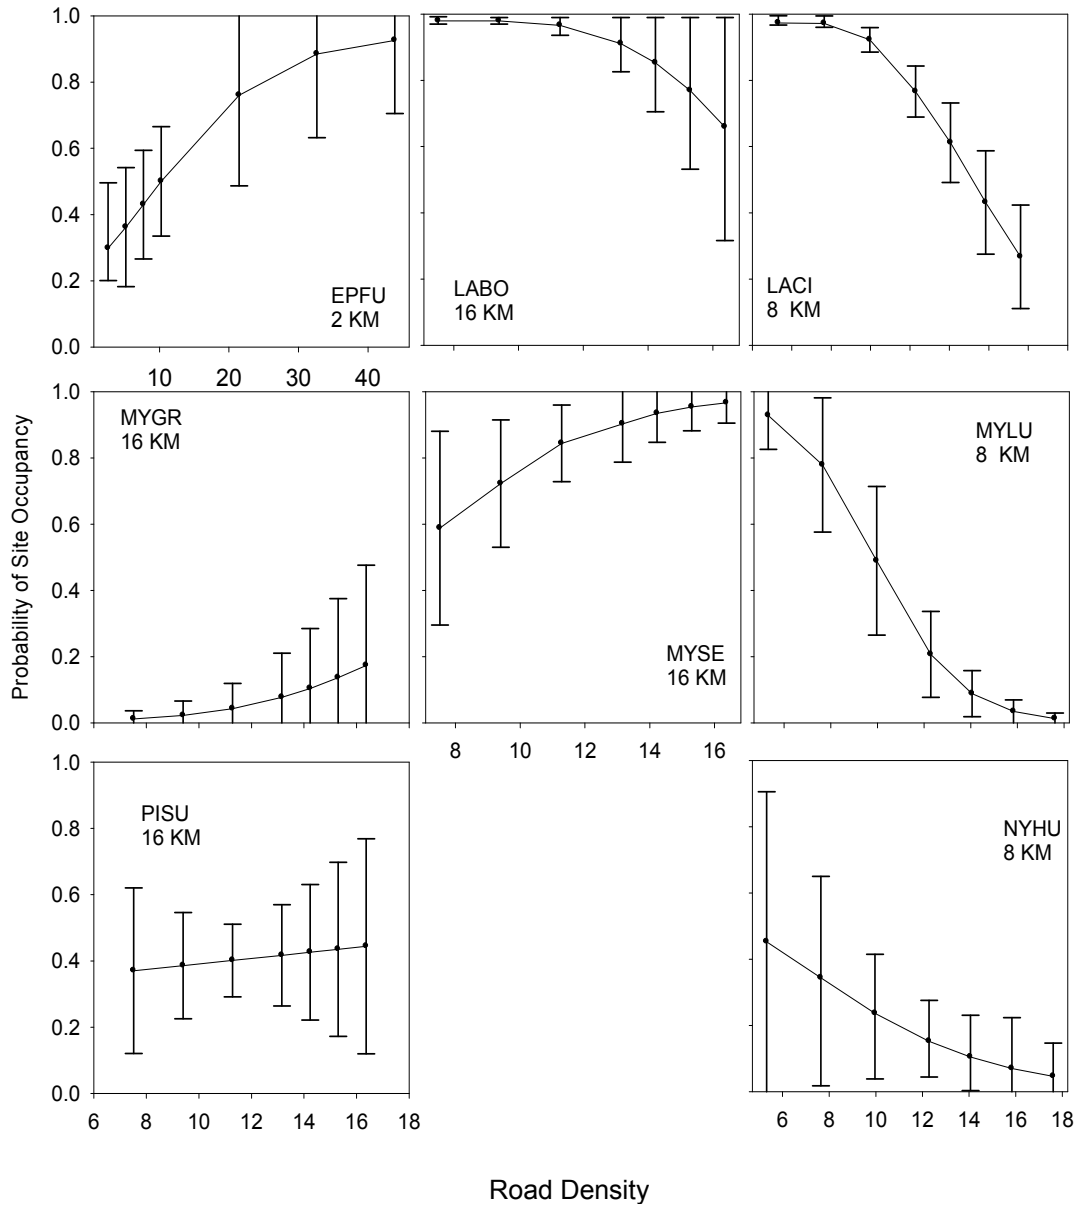 1.0
0.8
0.6
0.4
0.2
0.0
EPFU
2 KM
10 20 30 40
LABO
16 KM
LACI
8 KM
Probability of Site Occupancy
1.0
0.8
0.6
0.4
0.2
0.0
MYGR
16 KM
MYSE
16 KM
8 10 12 14 16
MYLU
8 KM
1.0
0.8
0.6
0.4
0.2
0.0
PISU
16 KM
6 8 10 12 14 16 18
NYHU
8 KM
6 8 10 12 14 16 18
Road Density